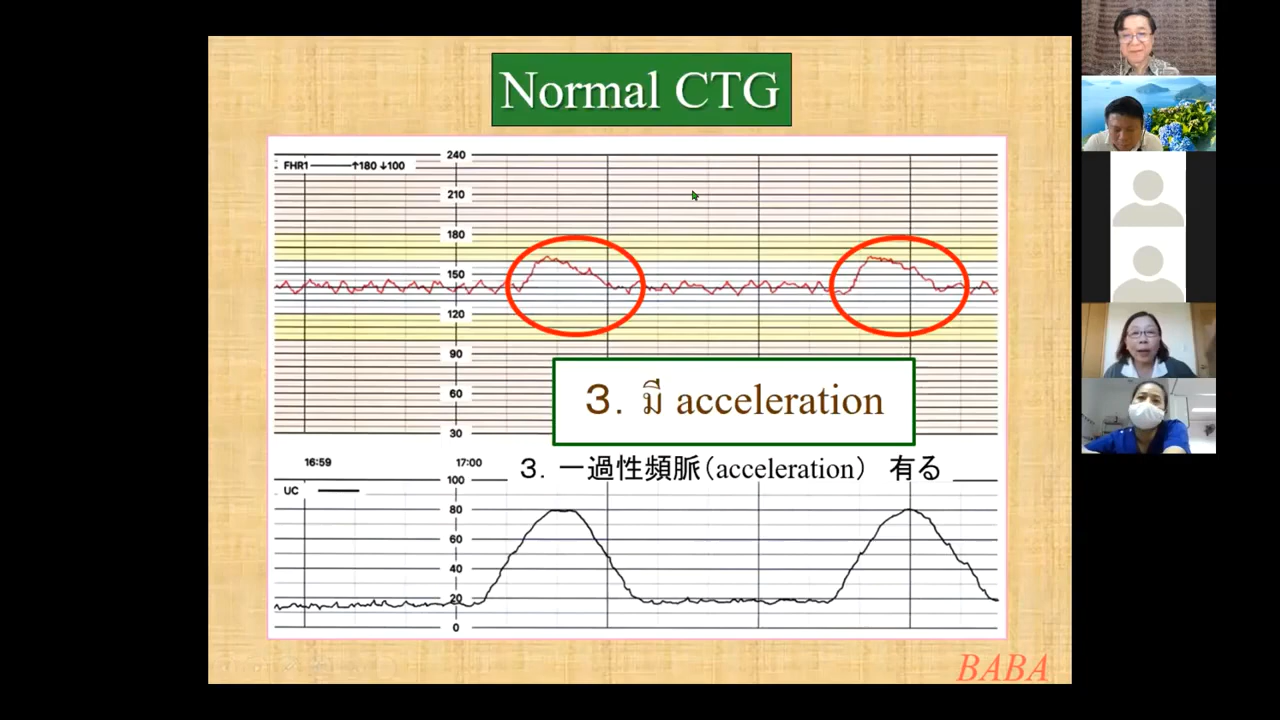 Normal CTG
FHR1 ↑180 ↓100
240
210
180
150
120
90
60
30
3. มี acceleration
16:59 17:00
3. 一過性頻脈(acceleration) 有る
UC
100
80
60
40
20
0
BABA